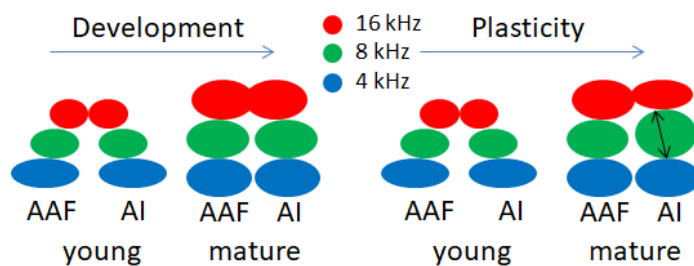 Development
16 kHz
8 kHz
4 kHz
Plasticity
AAF AI AAF AI AAF AI AAF AI
young mature young mature